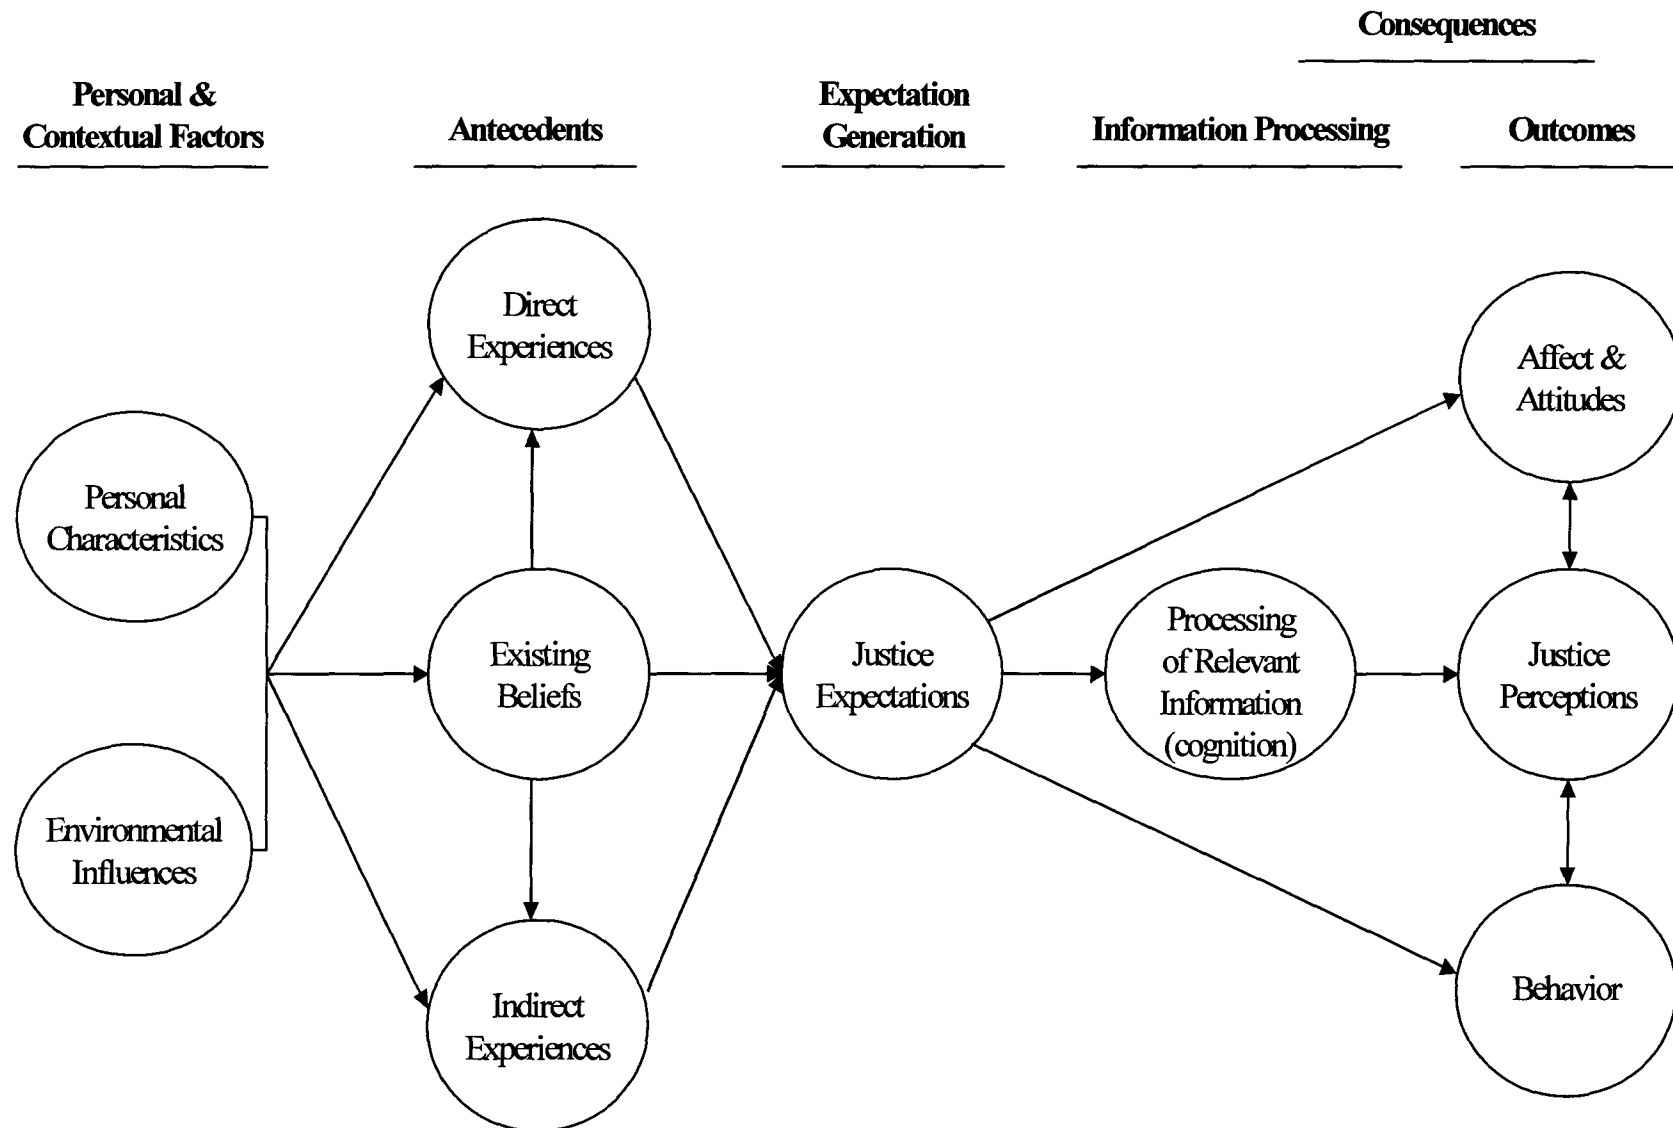 Consequences
Personal &
Contextual Factors
Antecedents
Expectation
Generation
Information Processing
Outcomes
Direct
Experiences
Affect &
Attitudes
Personal
Characteristics
Existing
Beliefs
Justice
Expectations
Processing
of Relevant
Information
(cognition)
Justice
Perceptions
Environmental
Influences
Indirect
Experiences
Behavior